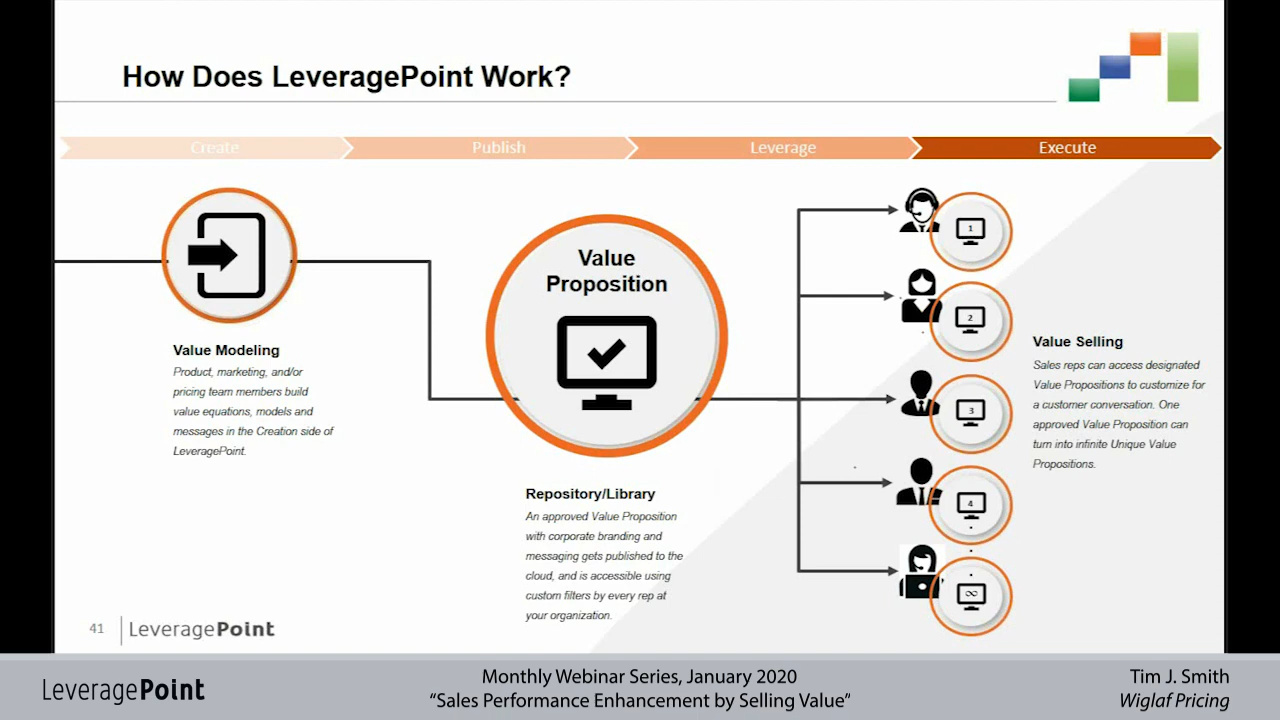 How Does LeveragePoint Work?
Create
Publish
Leverage
Execute
Value Modeling
Product, marketing, and/or
pricing team members build
value equations, models and
messages in the Creation side of
LeveragePoint.
Value
Proposition
Repository/Library
An approved Value Proposition
with corporate branding and
messaging gets published to the
cloud, and is accessible using
custom filters by every rep at
your organization.
1
2
3
4
∞
Value Selling
Sales reps can access designated
Value Propositions to customize for
a customer conversation. One
approved Value Proposition can
turn into infinite Unique Value
Propositions.
41
LeveragePoint
LeveragePoint
Monthly Webinar Series, January 2020
“Sales Performance Enhancement by Selling Value”
Tim J. Smith
Wiglaf Pricing